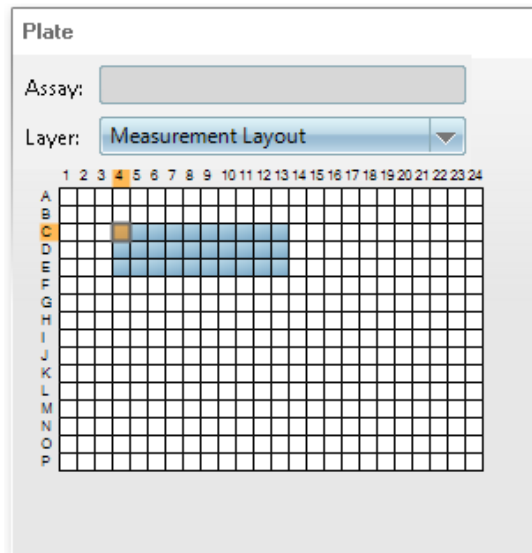 Plate
Assay:
Layer: Measurement Layout
1 2 3 4 5 6 7 8 9 10 11 12 13 14 15 16 17 18 19 20 21 22 23 24
A
B
C
D
E
F
G
H
I
J
K
L
M
N
O
P